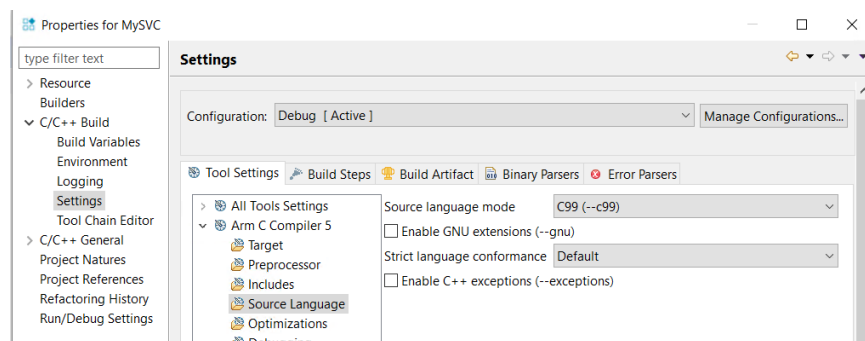 Properties for MySVC
type filter text
Settings
Resource
Builders
C/C++ Build
Build Variables
Environment
Logging
Settings
Tool Chain Editor
C/C++ General
Project Natures
Project References
Refactoring History
Run/Debug Settings
Configuration: Debug [ Active ] Manage Configurations...
Tool Settings Build Steps Build Artifact Binary Parsers Error Parsers
All Tools Settings
Arm C Compiler 5
Target
Preprocessor
Includes
Source Language
Optimizations
Debugging
Source language mode C99 (--c99)
Enable GNU extensions (--gnu)
Strict language conformance Default
Enable C++ exceptions (--exceptions)